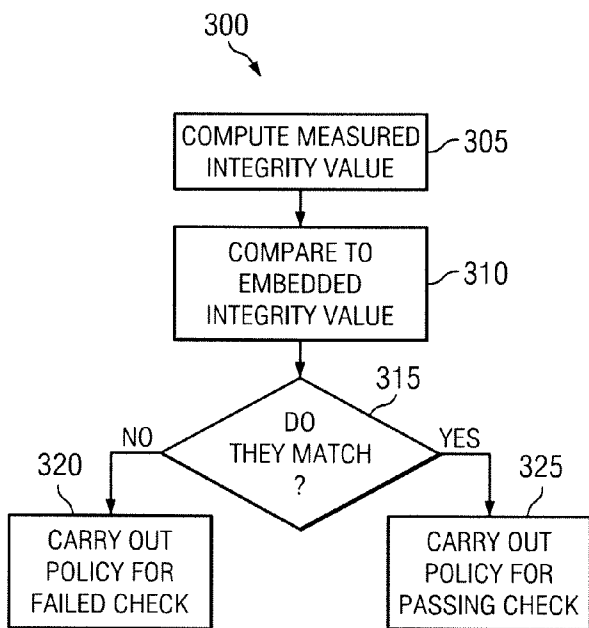 300
COMPUTE MEASURED
INTEGRITY VALUE
305
COMPARE TO
EMBEDDED
INTEGRITY VALUE
310
315
DO
THEY MATCH
?
NO
YES
320
CARRY OUT
POLICY FOR
FAILED CHECK
325
CARRY OUT
POLICY FOR
PASSING CHECK